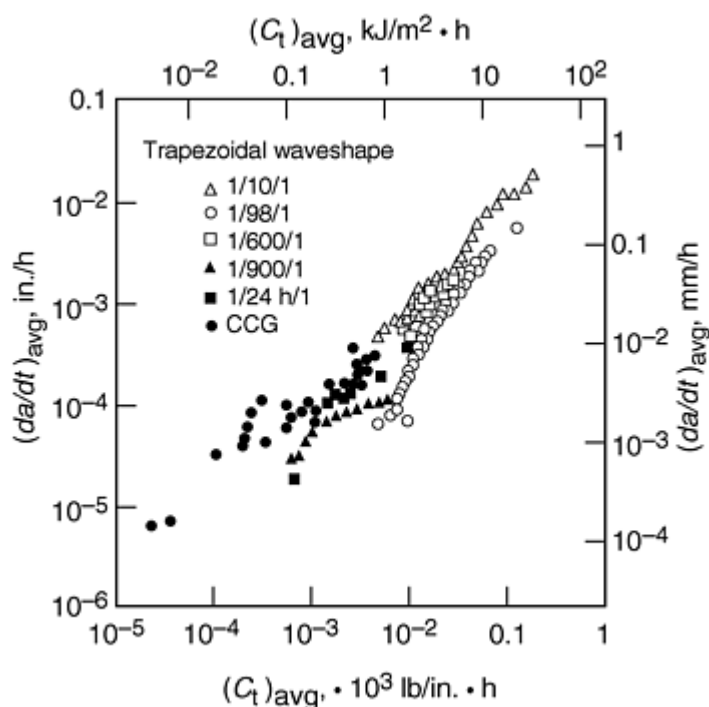 (Cₜ)avg, kJ/m² • h
10⁻² 0.1 1 10 10²
0.1
10⁻²
10⁻³
10⁻⁴
10⁻⁵
10⁻⁶
(da/dt)avg, in./h
Trapezoidal waveshape
1/10/1
1/98/1
1/600/1
1/900/1
1/24 h/1
CCG
1
0.1
10⁻²
10⁻³
10⁻⁴
(da/dt)avg, mm/h
10⁻⁵ 10⁻⁴ 10⁻³ 10⁻² 0.1 1
(Cₜ)avg, • 10³ lb/in. • h